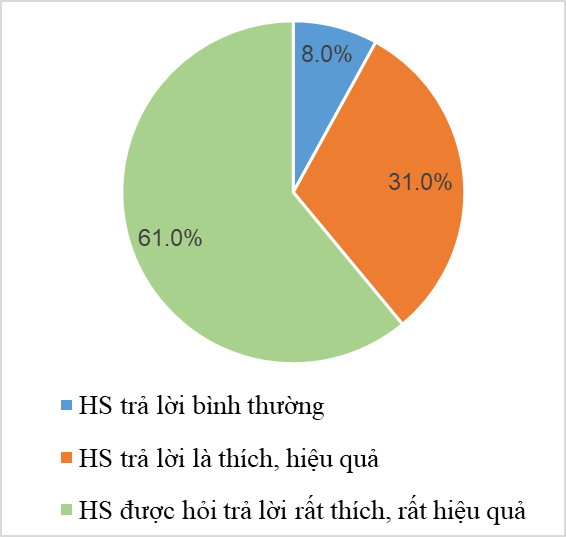 8.0%
31.0%
61.0%
HS trả lời bình thường
HS trả lời là thích, hiệu quả
HS được hỏi trả lời rất thích, rất hiệu quả